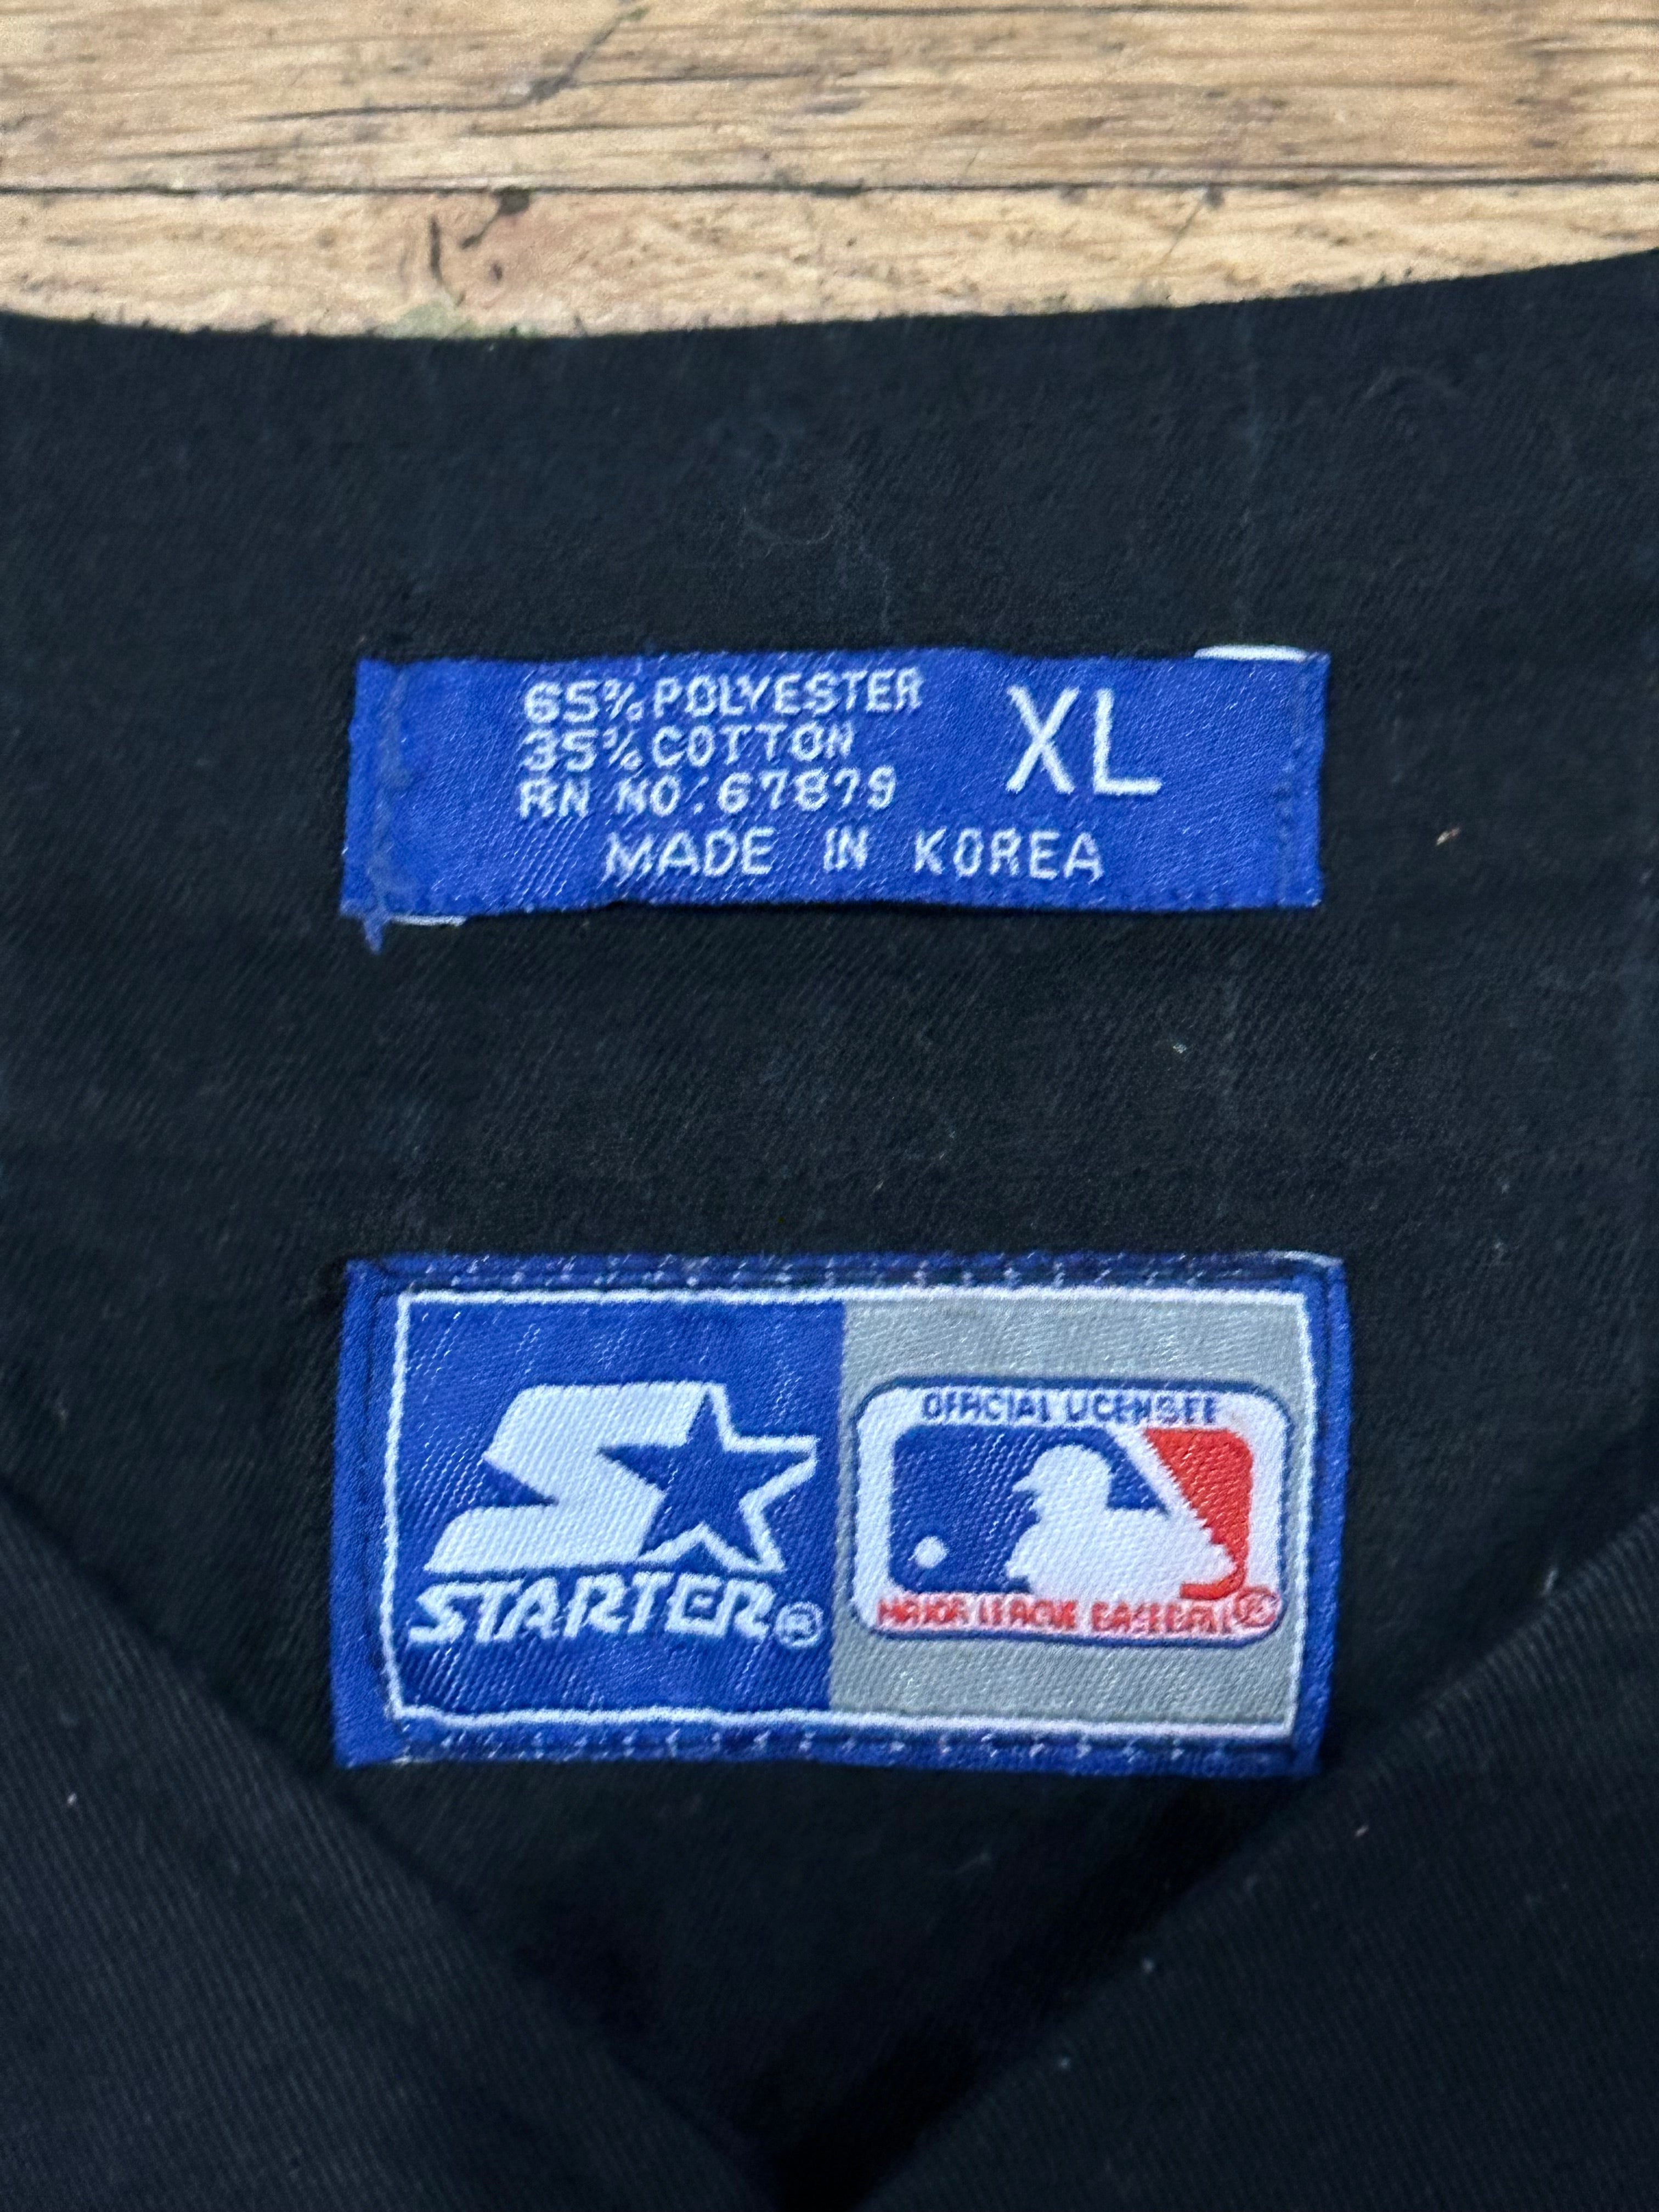 65% POLYESTER
35% COTTON
RN NO. 67879
XL
MADE IN KOREA
STARTER®
OFFICIAL LICENSEE
MAJOR LEAGUE BASEBALL®